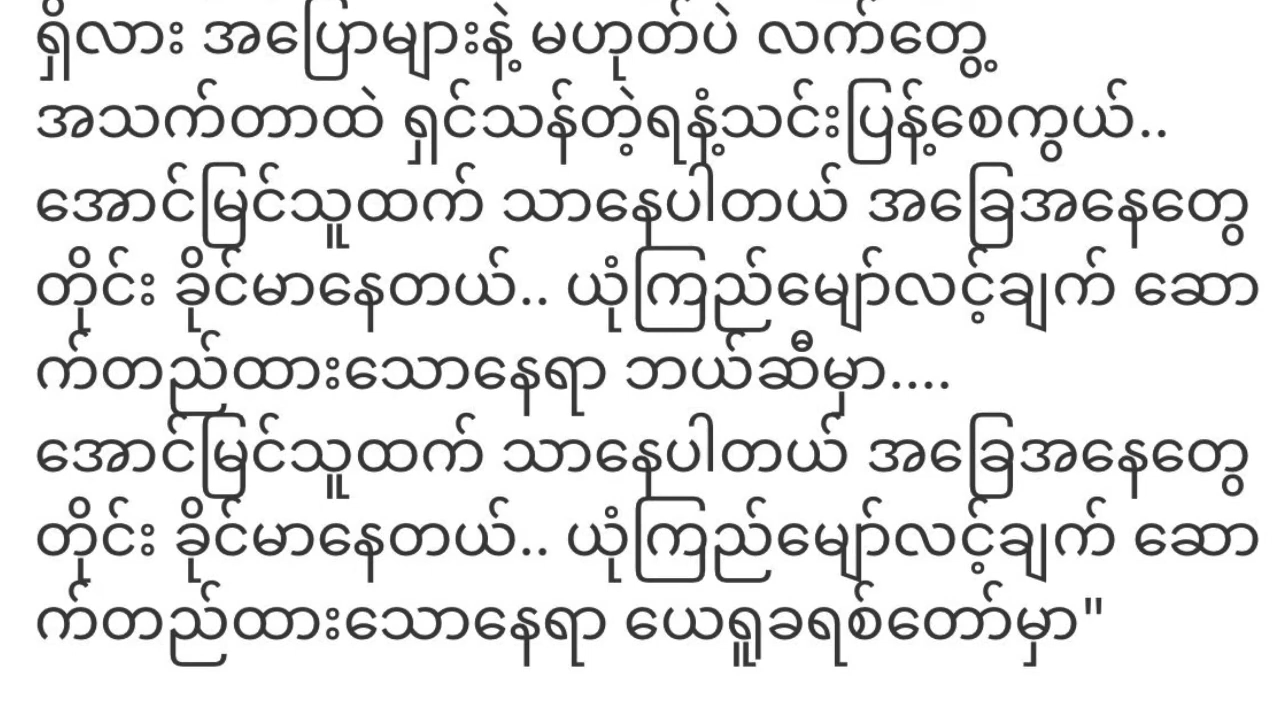 ရှိလား အပြောများနဲ့ မဟုတ်ပဲ လက်တွေ့
အသက်တာထဲ ရှင်သန်တဲ့ရနံ့သင်းပြန့်စေကွယ်..
အောင်မြင်သူထက် သာနေပါတယ် အခြေအနေတွေ
တိုင်း ခိုင်မာနေတယ်.. ယုံကြည်မျှော်လင့်ချက် ဆော
က်တည်ထားသောနေရာ ဘယ်ဆီမှာ....
အောင်မြင်သူထက် သာနေပါတယ် အခြေအနေတွေ
တိုင်း ခိုင်မာနေတယ်.. ယုံကြည်မျှော်လင့်ချက် ဆော
က်တည်ထားသောနေရာ ယေရှူခရစ်တော်မှာ"